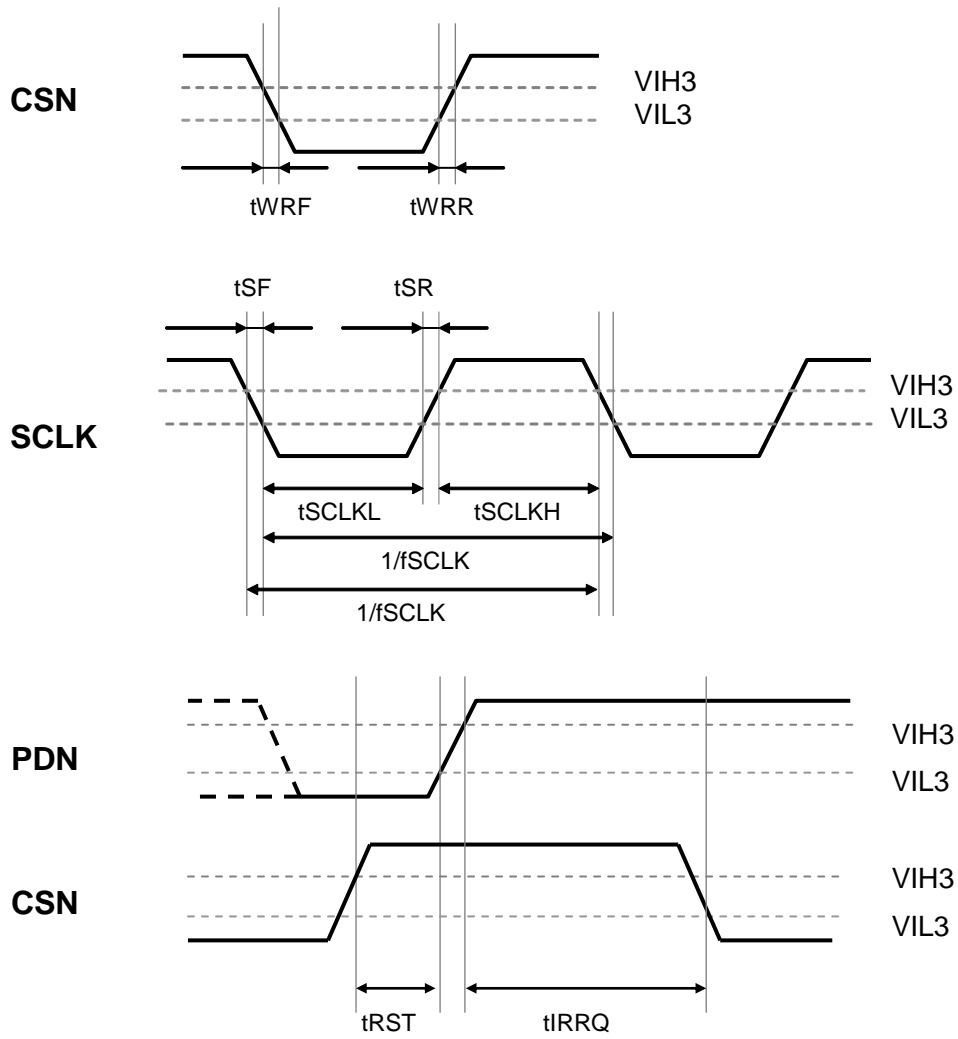 CSN
VIH3
VIL3
tWRF tWRR
tSF tSR
SCLK
VIH3
VIL3
tSCLKL tSCLKH
1/fSCLK
1/fSCLK
PDN
VIH3
VIL3
CSN
VIH3
VIL3
tRST tIRRQ